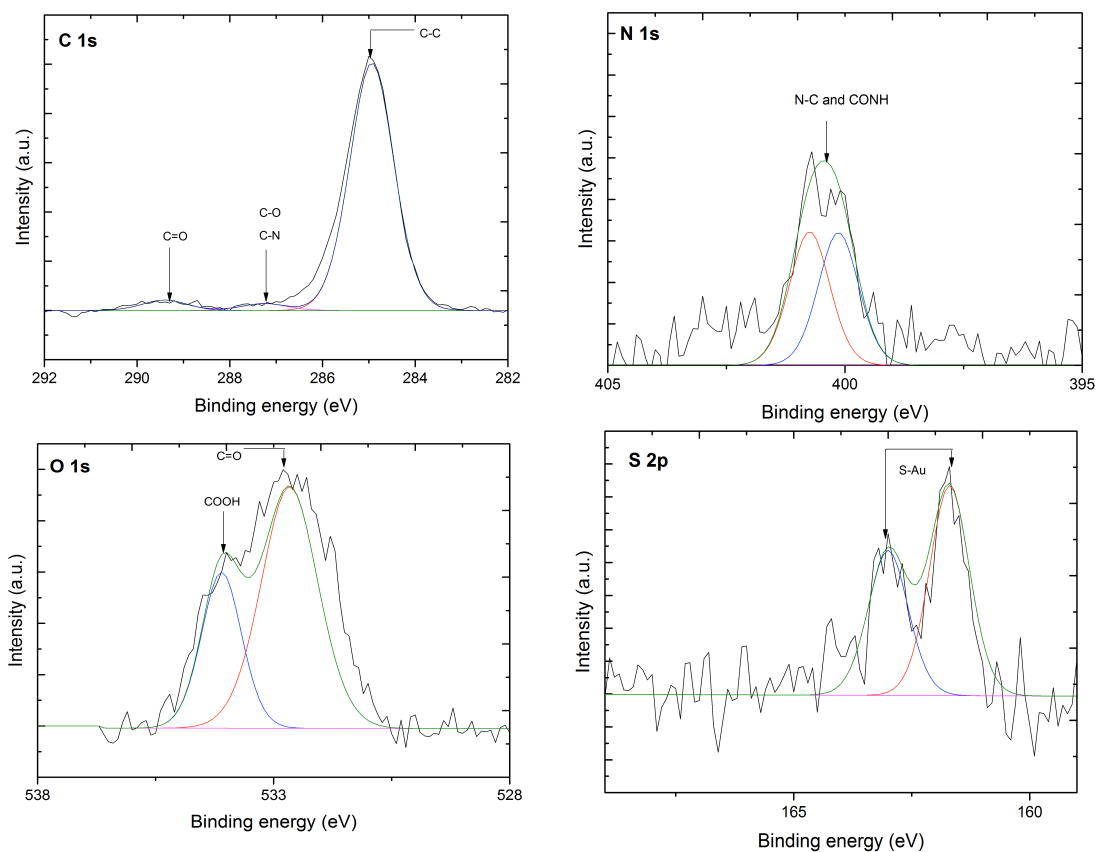 C 1s
C-C
C-O
C-N
C=O
Intensity (a.u.)
292
290
288
286
284
282
Binding energy (eV)
N 1s
N-C and CONH
Intensity (a.u.)
405
400
395
Binding energy (eV)
O 1s
C=O
COOH
Intensity (a.u.)
538
533
528
Binding energy (eV)
S 2p
S-Au
Intensity (a.u.)
165
160
Binding energy (eV)